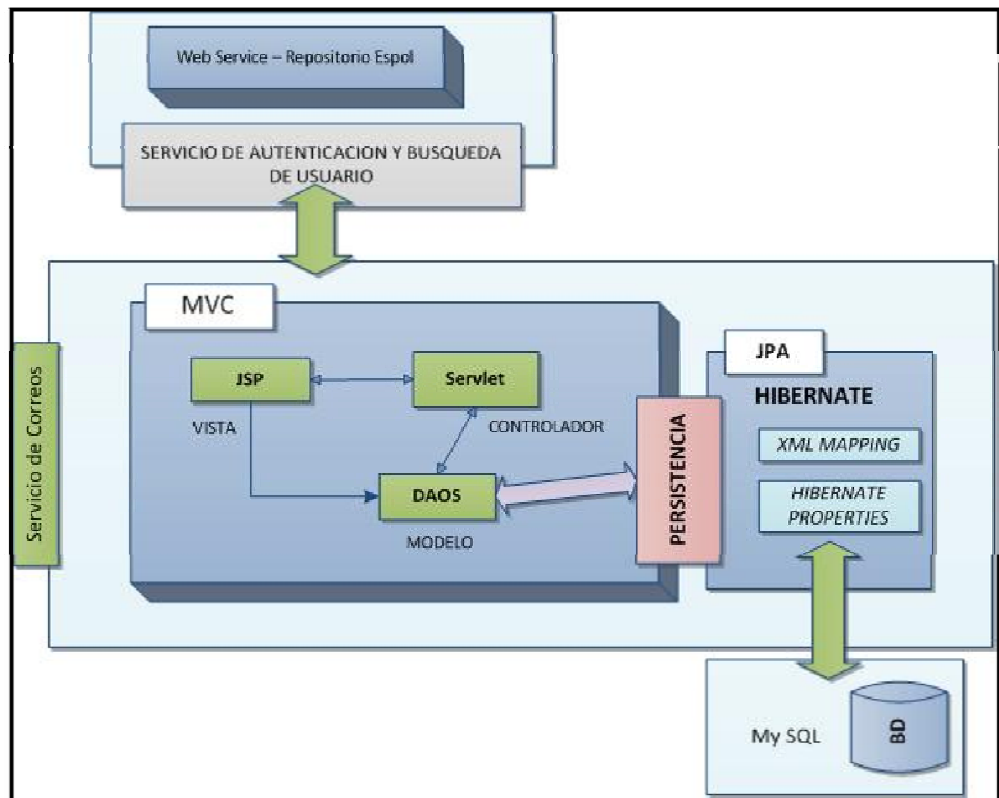 Web Service – Repositorio Espol
SERVICIO DE AUTENTICACION Y BUSQUEDA
DE USUARIO
MVC
JSP
Servlet
VISTA
CONTROLADOR
DAOS
MODELO
Servicio de Correos
PERSISTENCIA
JPA
HIBERNATE
XML MAPPING
HIBERNATE
PROPERTIES
My SQL
BD